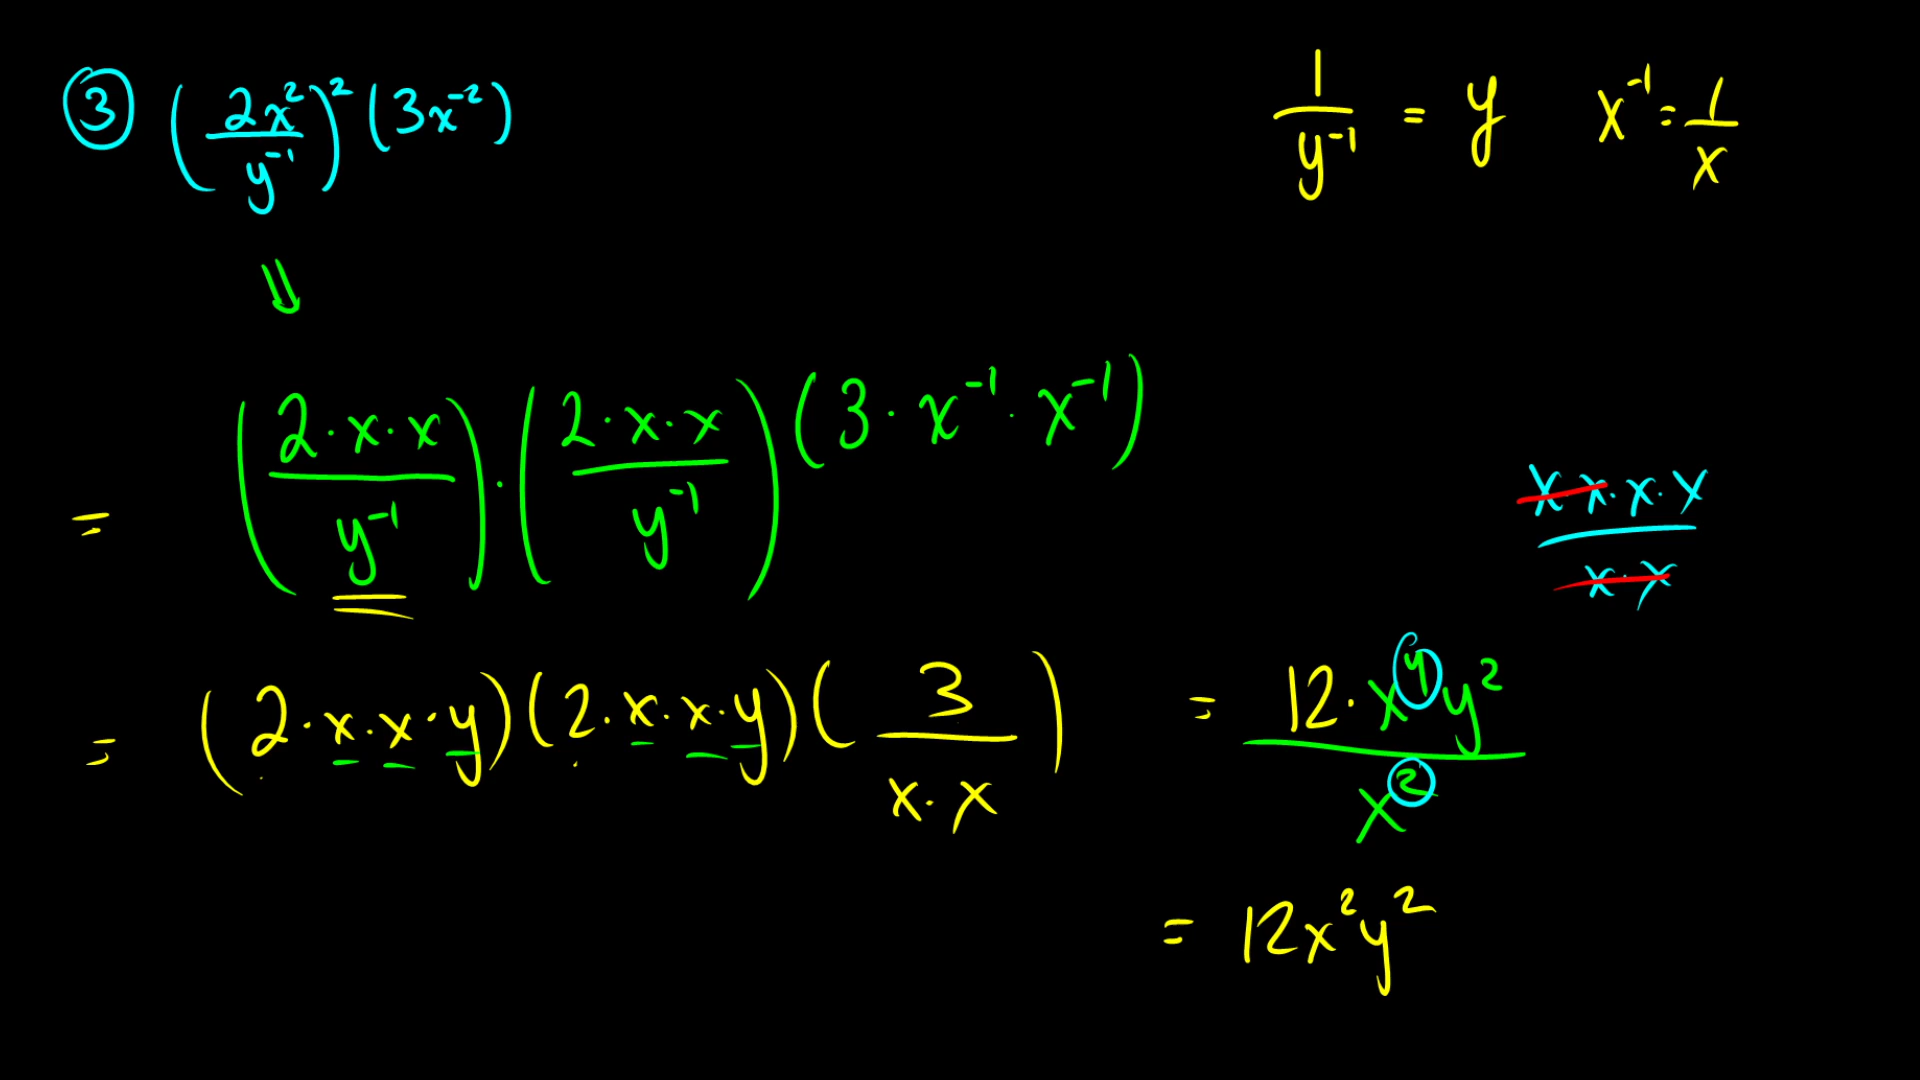 ③ (2x²/y⁻¹)² (3x⁻²)
1/y⁻¹ = y   x⁻¹ = 1/x
⇓
= (2·x·x/y⁻¹)·(2·x·x/y⁻¹)(3·x⁻¹·x⁻¹)
x·x·x·x/x·x
= (2·x·x·y)(2·x·x·y)(3/x·x) = 12·x⁴y²/x²
= 12x²y²